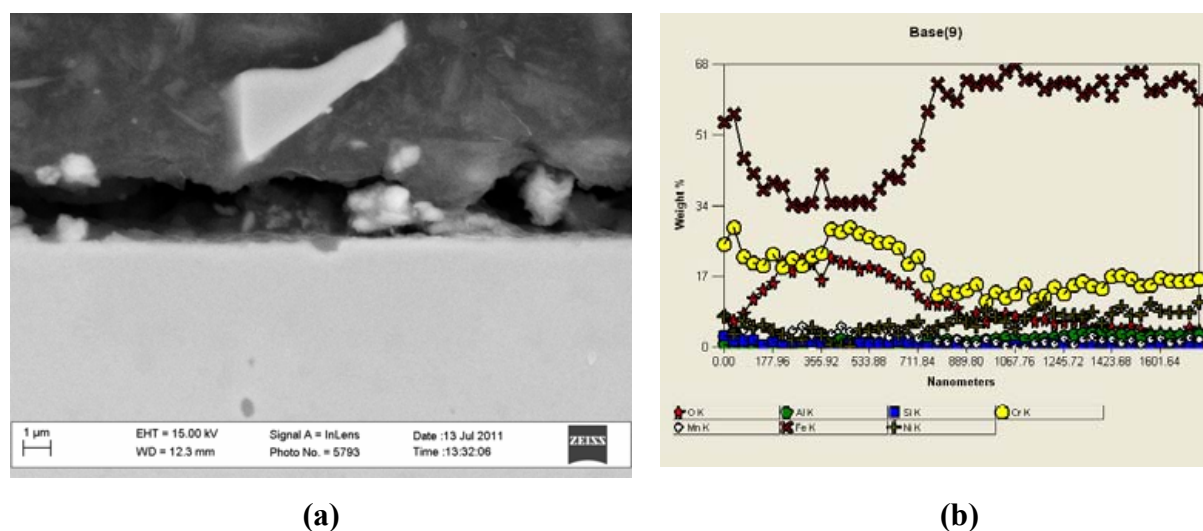 1 µm
EHT = 15.00 kV
WD = 12.3 mm
Signal A = InLens
Photo No. = 5793
Date :13 Jul 2011
Time :13:32:06
ZEISS
(a)
Base(9)
Weight %
68
51
34
17
0
0.00 177.96 355.92 533.88 711.84 889.80 1067.76 1245.72 1423.68 1601.64
Nanometers
O K Al K Si K Cr K
Mn K Fe K Ni K
(b)